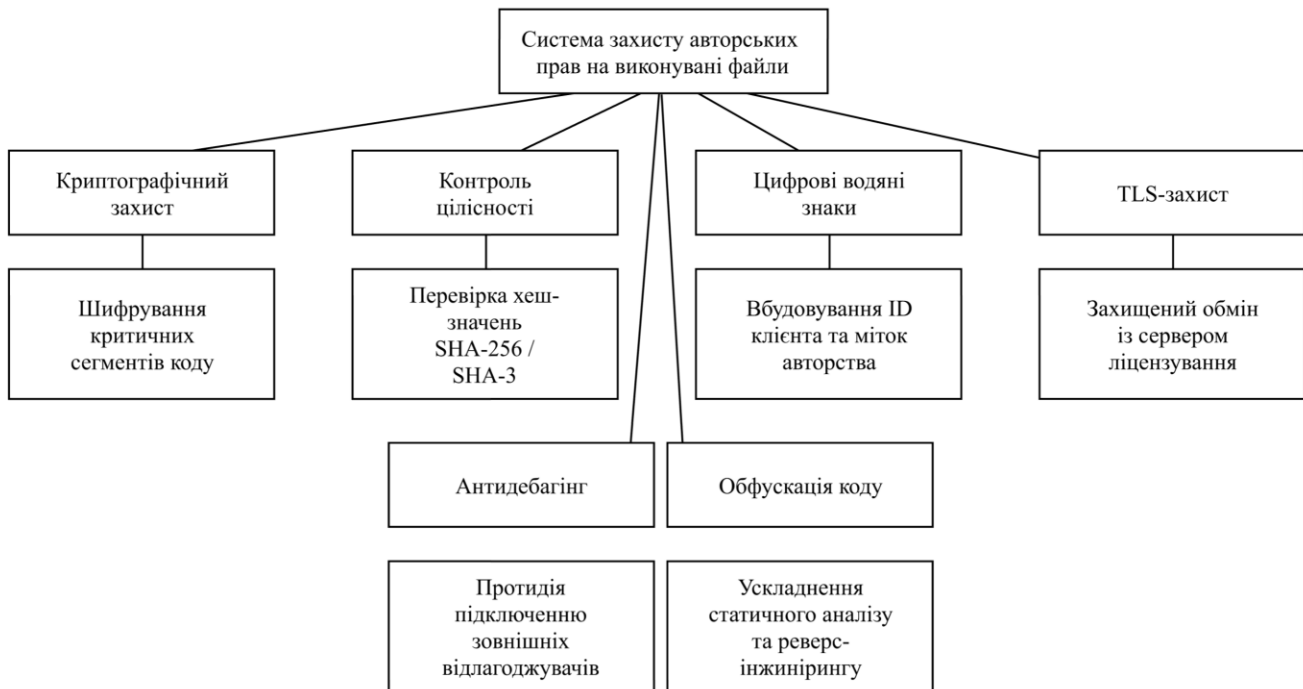 Система захисту авторських
прав на виконувані файли
Криптографічний
захист
Контроль
цілісності
Цифрові водяні
знаки
TLS-захист
Шифрування
критичних
сегментів коду
Перевірка хеш-
значень
SHA-256 /
SHA-3
Вбудовування ID
клієнта та міток
авторства
Захищений обмін
із сервером
ліцензування
Антидебагінг
Обфускація коду
Протидія
підключенню
зовнішніх
відлагоджувачів
Ускладнення
статичного аналізу
та реверс-
інжинірингу